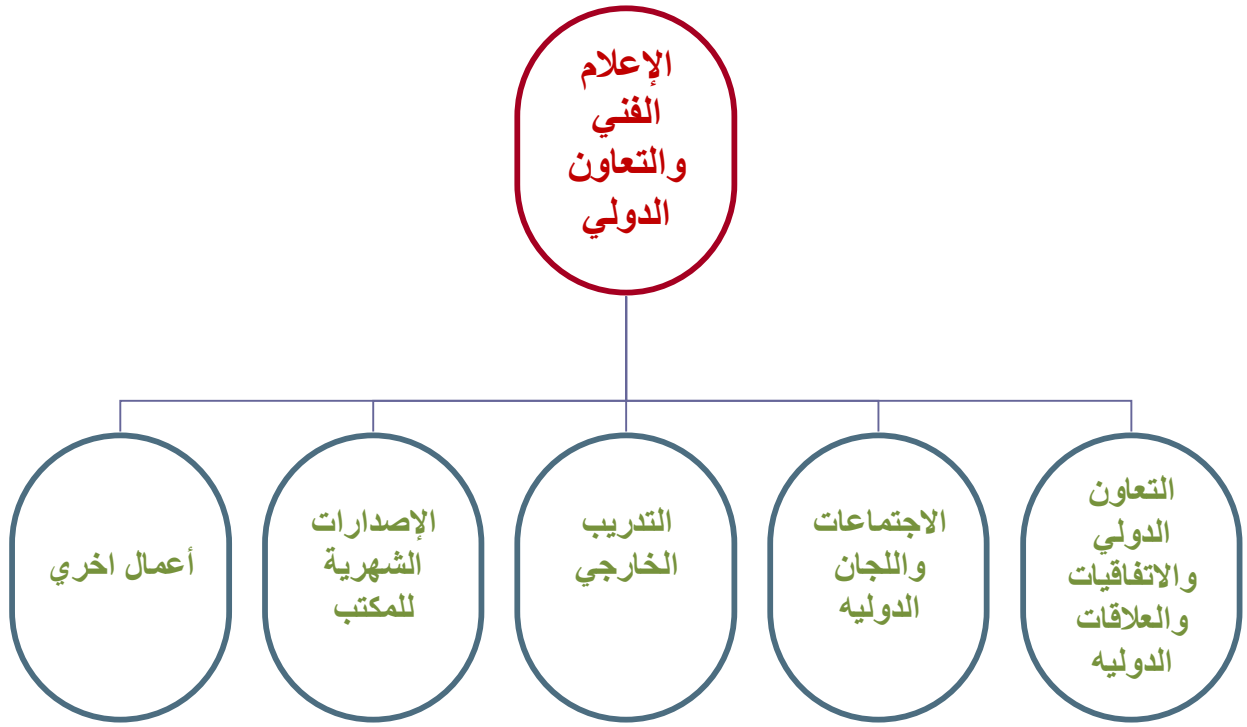 الإعلام
الفني
والتعاون
الدولي
التعاون
الدولي
والاتفاقيات
والعلاقات
الدوليه
الاجتماعات
واللجان
الدوليه
التدريب
الخارجي
الإصدارات
الشهرية
للمكتب
أعمال اخري